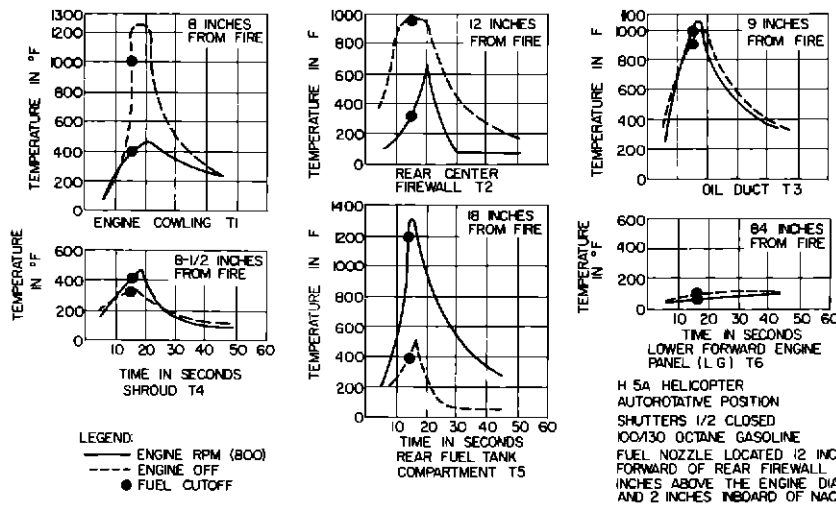 8 INCHES
FROM FIRE
1300
1200
1000
800
600
400
200
0
TEMPERATURE IN °F
ENGINE COWLING T1
12 INCHES
FROM FIRE
1000
800
600
400
200
0
TEMPERATURE IN F
REAR CENTER
FIREWALL T2
9 INCHES
FROM FIRE
1100
1000
800
600
400
200
0
TEMPERATURE IN F
OIL DUCT T3
8-1/2 INCHES
FROM FIRE
600
400
200
0
TEMPERATURE
IN °F
10 20 30 40 50 60
TIME IN SECONDS
SHROUD T4
18 INCHES
FROM FIRE
1400
1200
1000
800
600
400
200
0
TEMPERATURE IN F
10 20 30 40 50 60
TIME IN SECONDS
REAR FUEL TANK
COMPARTMENT T5
84 INCHES
FROM FIRE
600
400
200
0
TEMPERATURE
IN °F
10 20 30 40 50 60
TIME IN SECONDS
LOWER FORWARD ENGINE
PANEL (LG) T6
LEGEND:
ENGINE RPM (800)
ENGINE OFF
FUEL CUTOFF
H 5A HELICOPTER
AUTOROTATIVE POSITION
SHUTTERS 1/2 CLOSED
100/130 OCTANE GASOLINE
FUEL NOZZLE LOCATED 12 INC
FORWARD OF REAR FIREWALL
INCHES ABOVE THE ENGINE DIA
AND 2 INCHES INBOARD OF NAC